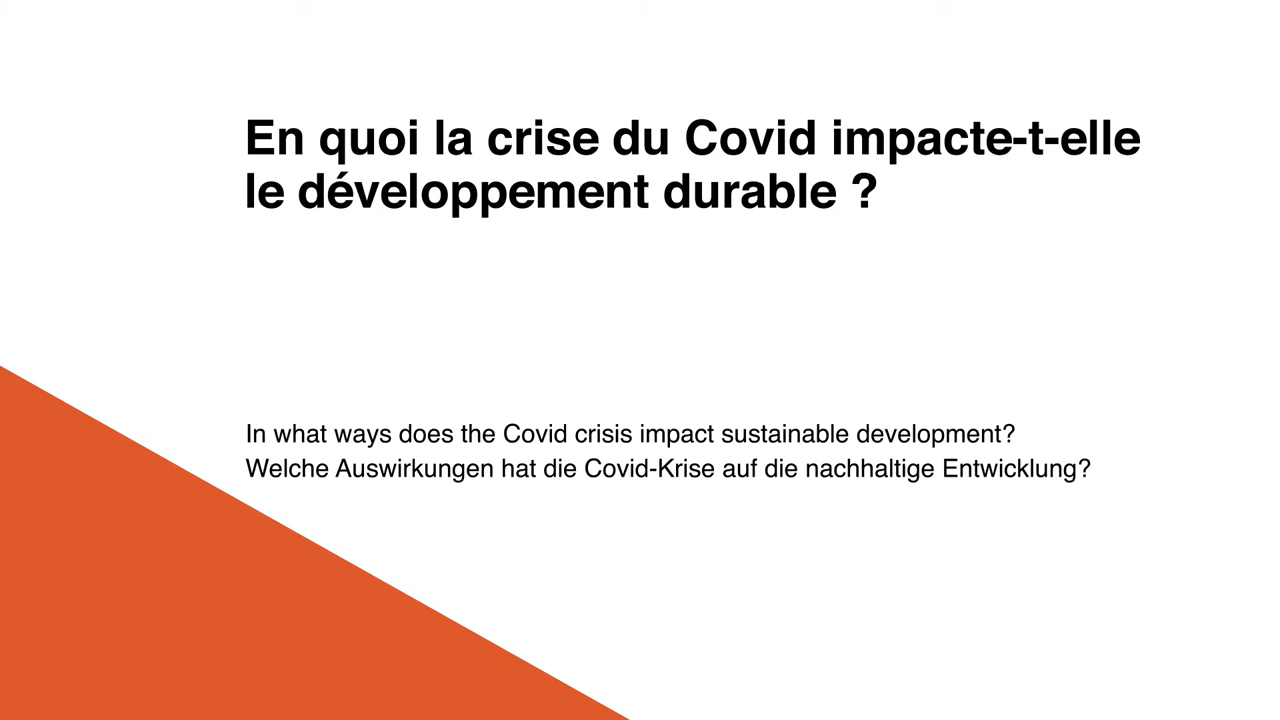 En quoi la crise du Covid impacte-t-elle
le développement durable ?
In what ways does the Covid crisis impact sustainable development?
Welche Auswirkungen hat die Covid-Krise auf die nachhaltige Entwicklung?